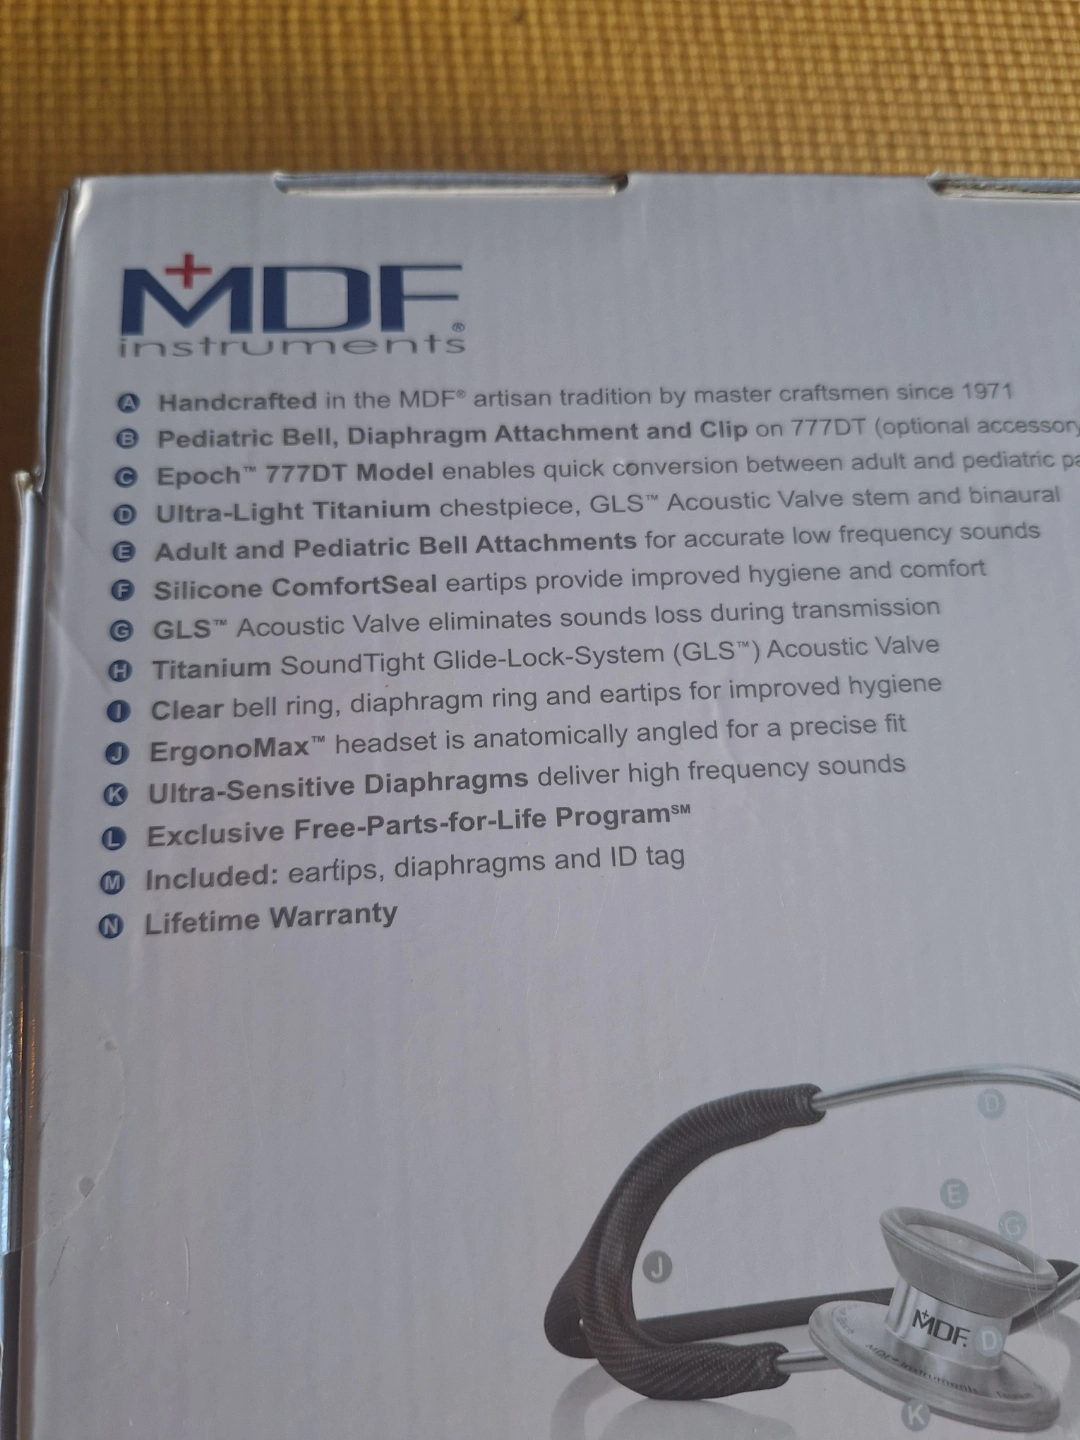 MDF®
instruments
A Handcrafted in the MDF® artisan tradition by master craftsmen since 1971
B Pediatric Bell, Diaphragm Attachment and Clip on 777DT (optional accessory
C Epoch™ 777DT Model enables quick conversion between adult and pediatric pa
D Ultra-Light Titanium chestpiece, GLS™ Acoustic Valve stem and binaural
E Adult and Pediatric Bell Attachments for accurate low frequency sounds
F Silicone ComfortSeal eartips provide improved hygiene and comfort
G GLS™ Acoustic Valve eliminates sounds loss during transmission
H Titanium SoundTight Glide-Lock-System (GLS™) Acoustic Valve
I Clear bell ring, diaphragm ring and eartips for improved hygiene
J ErgonoMax™ headset is anatomically angled for a precise fit
K Ultra-Sensitive Diaphragms deliver high frequency sounds
L Exclusive Free-Parts-for-Life Program℠
M Included: eartips, diaphragms and ID tag
N Lifetime Warranty
D
E
G
J
MDF.
D
MDF Instruments
K